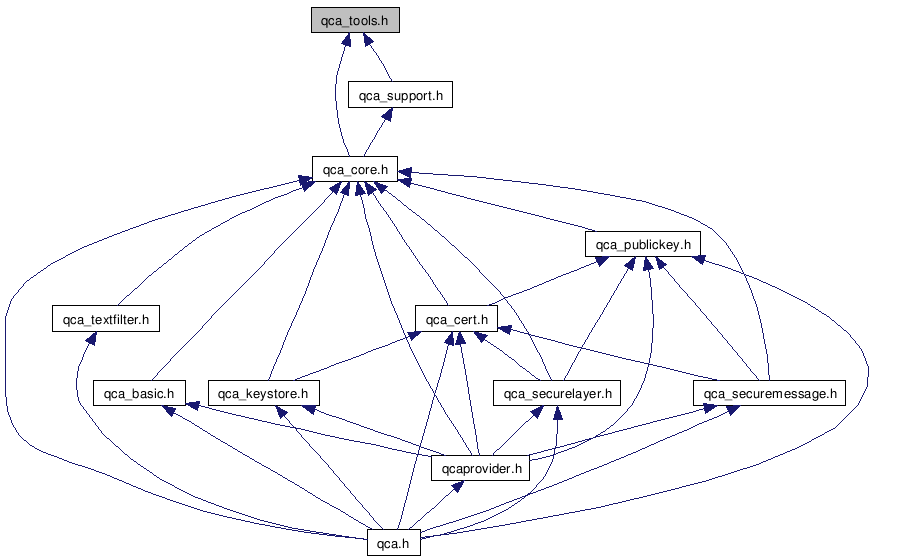 qca_tools.h
qca_support.h
qca_core.h
qca_publickey.h
qca_textfilter.h
qca_cert.h
qca_basic.h
qca_keystore.h
qca_securelayer.h
qca_securemessage.h
qcaprovider.h
qca.h